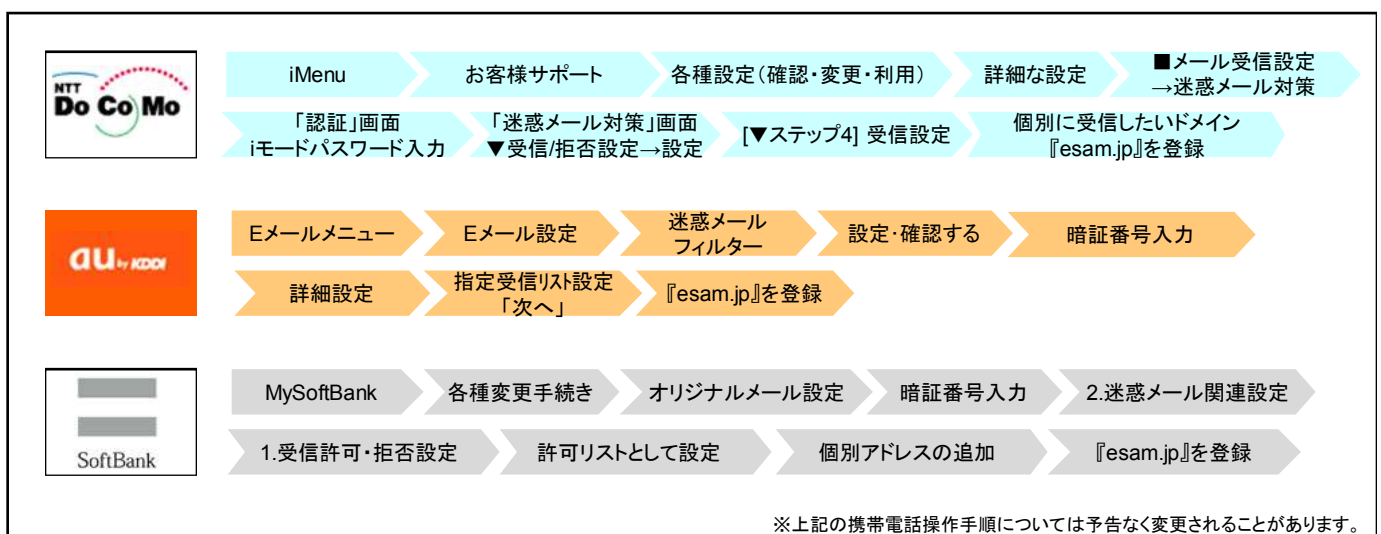 NTT
DoCoMo
iMenu
お客様サポート
各種設定(確認・変更・利用)
詳細な設定
■メール受信設定
→迷惑メール対策
「認証」画面
iモードパスワード入力
「迷惑メール対策」画面
▼受信/拒否設定→設定
[▼ステップ4] 受信設定
個別に受信したいドメイン
『esam.jp』を登録
au by KDDI
Eメールメニュー
Eメール設定
迷惑メール
フィルター
設定・確認する
暗証番号入力
詳細設定
指定受信リスト設定
「次へ」
『esam.jp』を登録
SoftBank
MySoftBank
各種変更手続き
オリジナルメール設定
暗証番号入力
2.迷惑メール関連設定
1.受信許可・拒否設定
許可リストとして設定
個別アドレスの追加
『esam.jp』を登録
※上記の携帯電話操作手順については予告なく変更されることがあります。